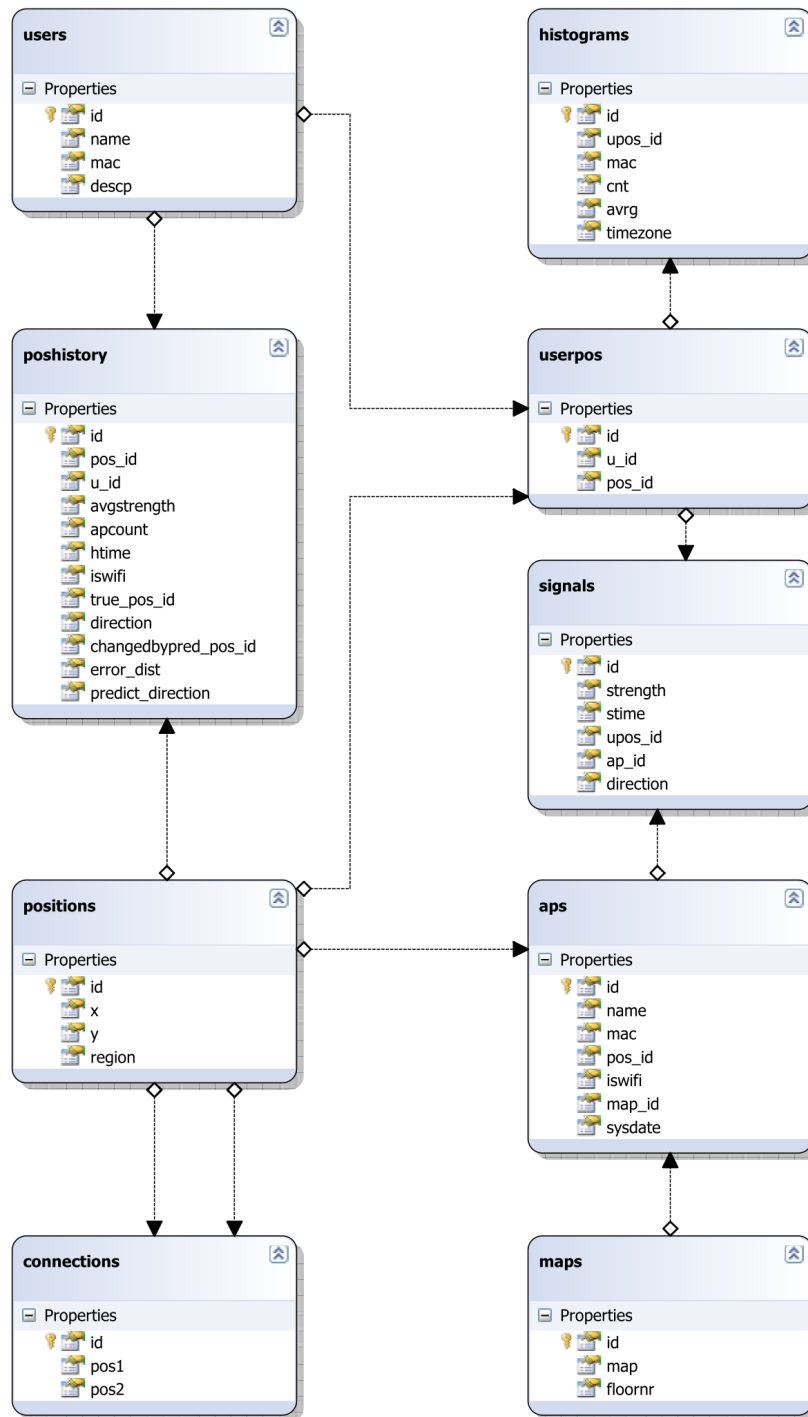 users
Properties
id
name
mac
descp
histograms
Properties
id
upos_id
mac
cnt
avrg
timezone
poshistory
Properties
id
pos_id
u_id
avgstrength
apcount
htime
iswifi
true_pos_id
direction
changedbypred_pos_id
error_dist
predict_direction
userpos
Properties
id
u_id
pos_id
signals
Properties
id
strength
stime
upos_id
ap_id
direction
positions
Properties
id
x
y
region
aps
Properties
id
name
mac
pos_id
iswifi
map_id
sysdate
connections
Properties
id
pos1
pos2
maps
Properties
id
map
floornr